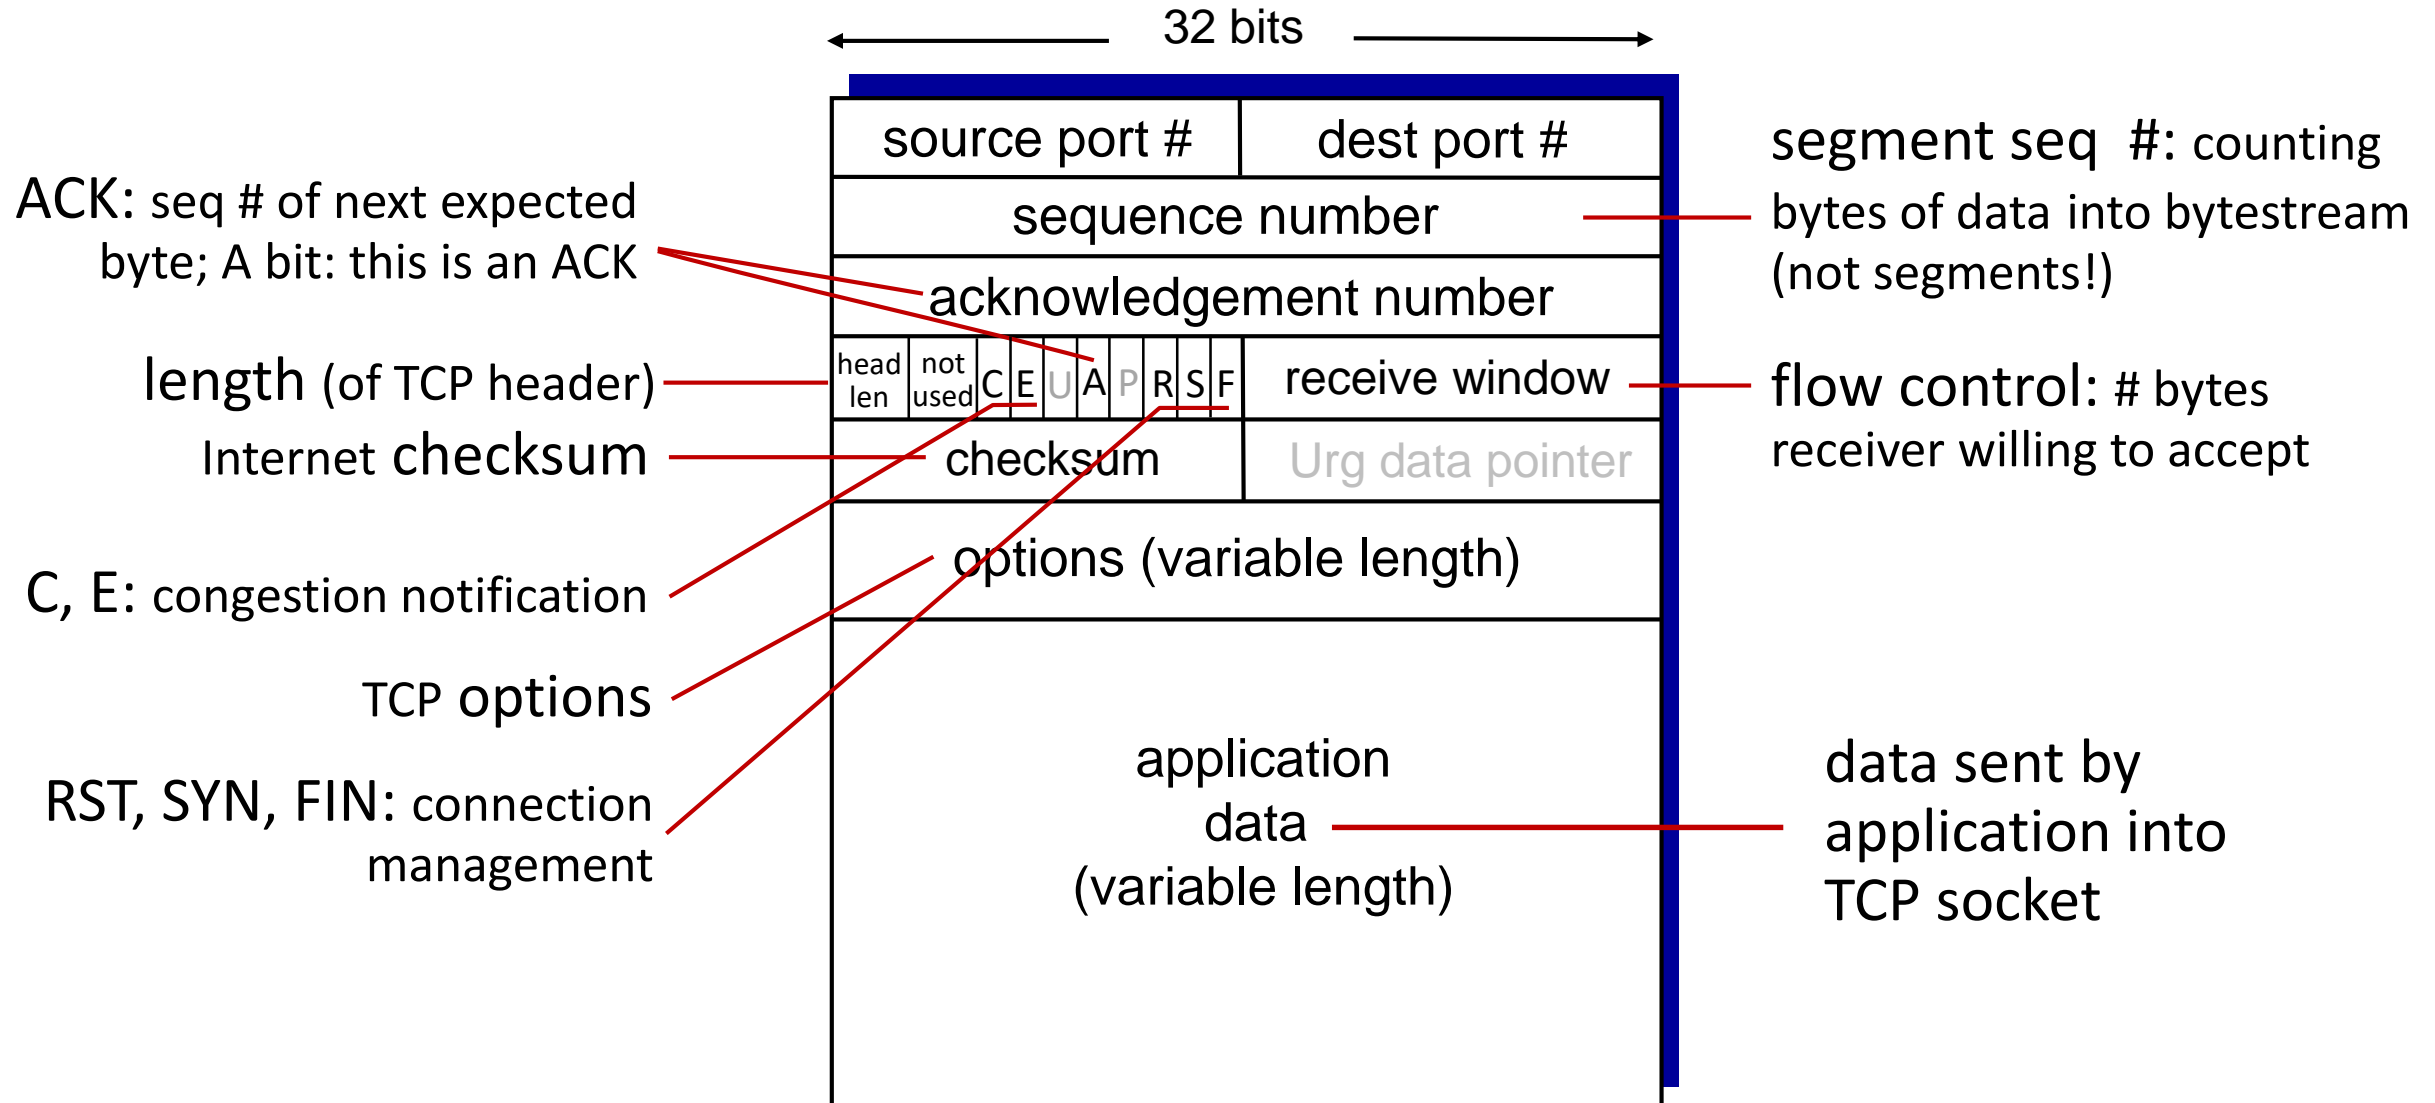 32 bits
source port #
dest port #
sequence number
acknowledgement number
head
len
not
used
C
E
U
A
P
R
S
F
receive window
checksum
Urg data pointer
options (variable length)
application
data
(variable length)
ACK: seq # of next expected
byte; A bit: this is an ACK
length (of TCP header)
Internet checksum
C, E: congestion notification
TCP options
RST, SYN, FIN: connection
management
segment seq #: counting
bytes of data into bytestream
(not segments!)
flow control: # bytes
receiver willing to accept
data sent by
application into
TCP socket